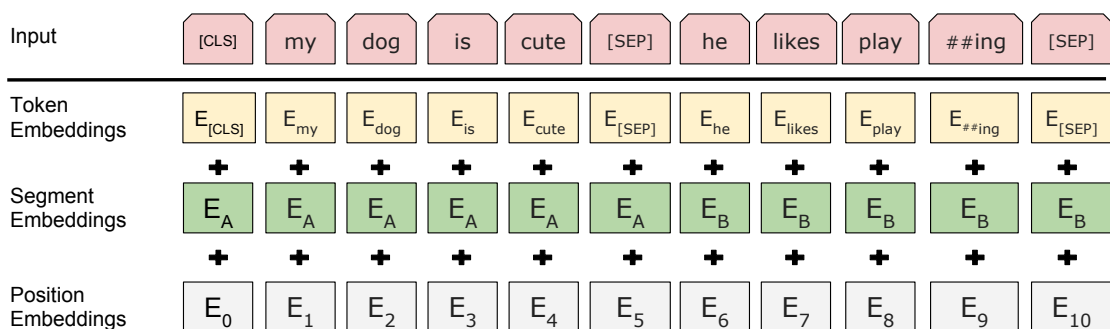 Input [CLS] my dog is cute [SEP] he likes play ##ing [SEP]
Token Embeddings E[CLS] Emy Edog Eis Ecute E[SEP] Ehe Elikes Eplay E##ing E[SEP]
+ + + + + + + + + + +
Segment Embeddings EA EA EA EA EA EA EB EB EB EB EB
+ + + + + + + + + + +
Position Embeddings E0 E1 E2 E3 E4 E5 E6 E7 E8 E9 E10